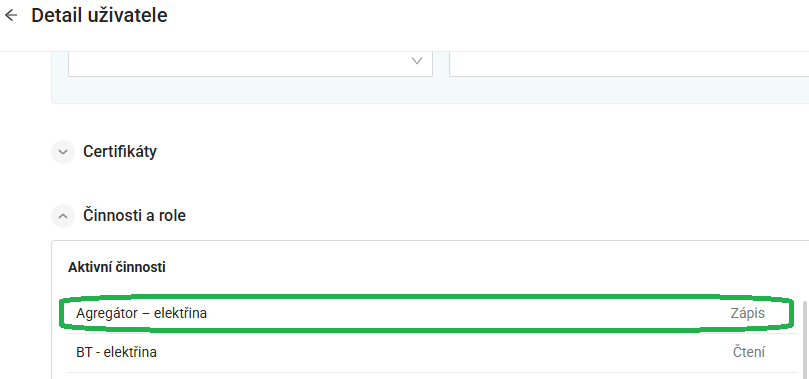 Detail uživatele
Certifikáty
Činnosti a role
Aktivní činnosti
Agregátor – elektřina Zápis
BT - elektřina Čtení